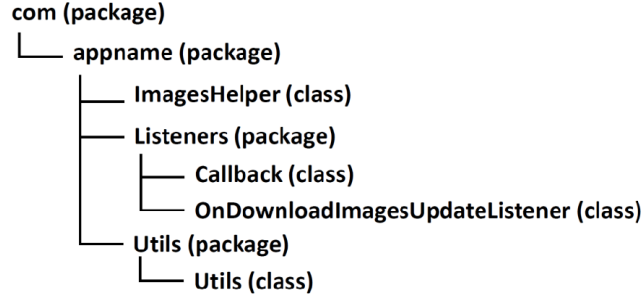 com (package)
appname (package)
ImagesHelper (class)
Listeners (package)
Callback (class)
OnDownloadImagesUpdateListener (class)
Utils (package)
Utils (class)